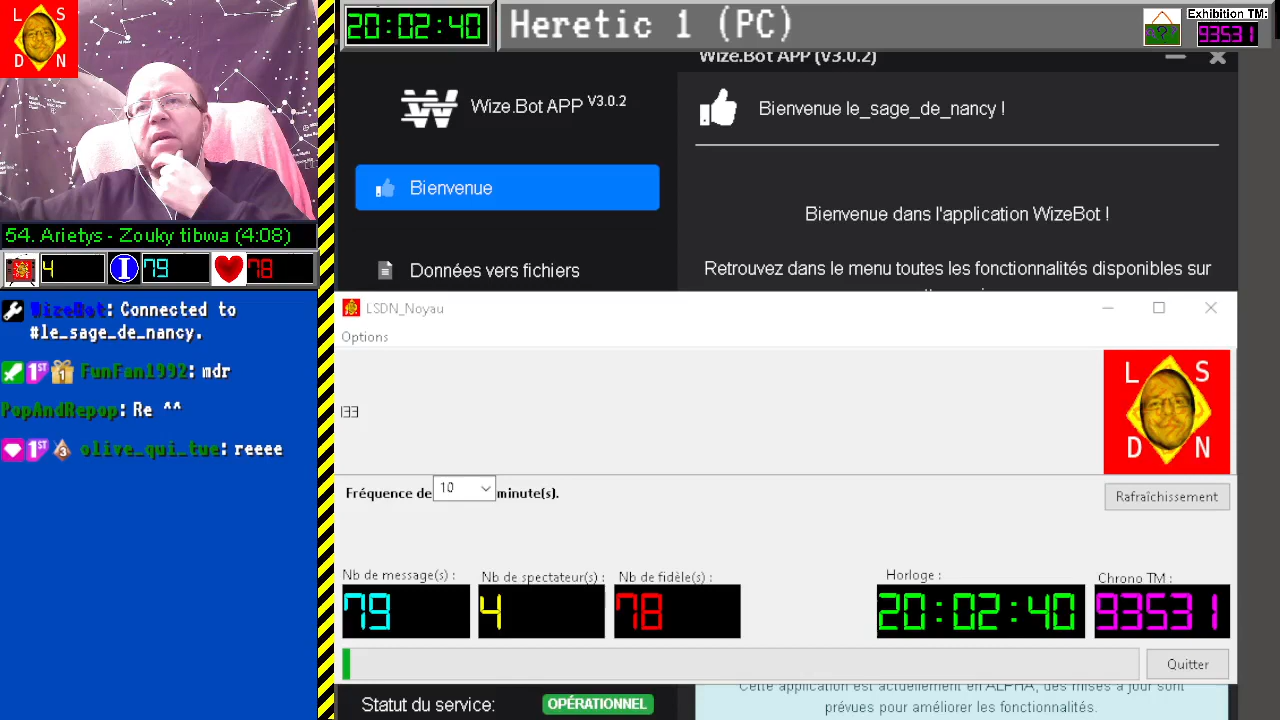 L S
D N
20:02:40
Heretic 1 (PC)
Exhibition TM:
93531
Wize.Bot APP (V3.0.2)
Wize.Bot APP V3.0.2
Bienvenue le_sage_de_nancy !
Bienvenue
Bienvenue dans l'application WizeBot !
Données vers fichiers
Retrouvez dans le menu toutes les fonctionnalités disponibles sur
54. Arietys - Zouky tibwa (4:08)
4 I 79 78
WizeBot: Connected to
#le_sage_de_nancy.
1ST 1 FunFan1992: mdr
PopAndRepop: Re ^^
1ST 3 olive_qui_tue: reeee
LSDN_Noyau
Options
L S
D N
133
Fréquence de 10 minute(s).
Rafraîchissement
Nb de message(s) : Nb de spectateur(s) : Nb de fidèle(s) : Horloge : Chrono TM :
79 4 78 20:02:40 93531
Quitter
Statut du service: OPÉRATIONNEL
Cette application est actuellement en ALPHA, des mises à jour sont
prévues pour améliorer les fonctionnalités.